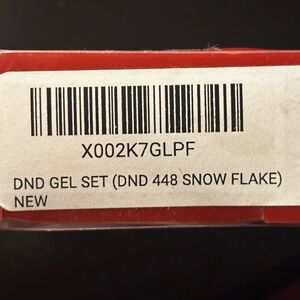 X002K7GLPF
DND GEL SET (DND 448 SNOW FLAKE)
NEW